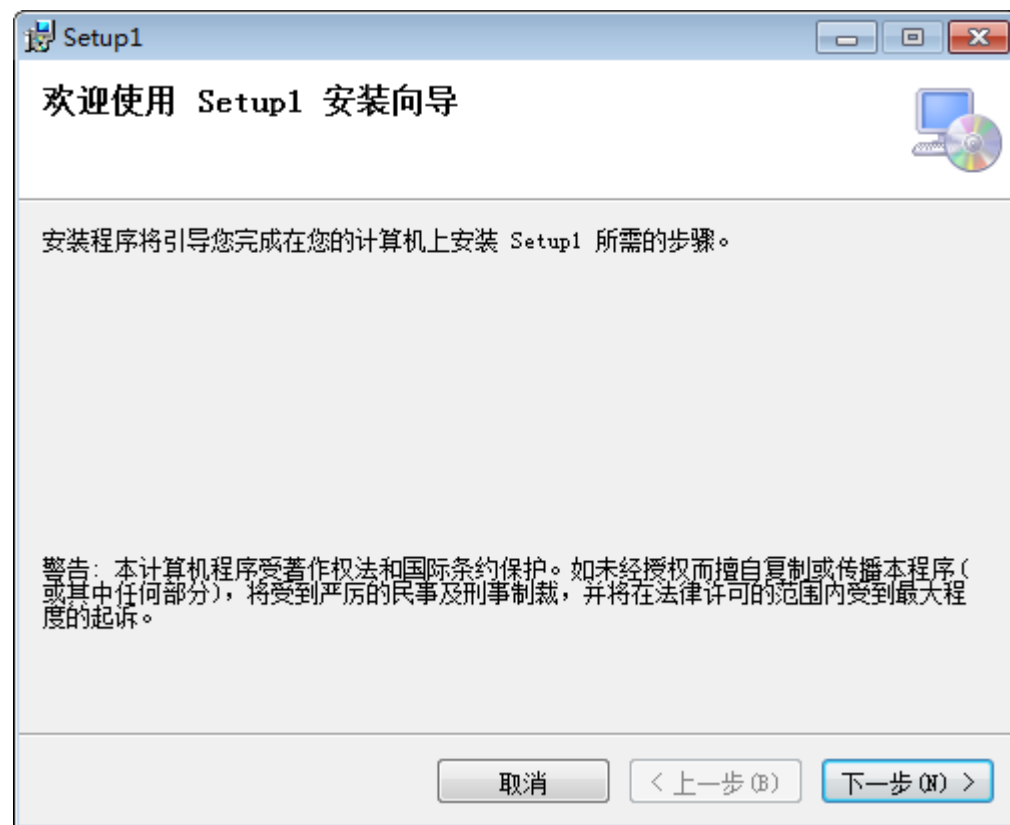 Setup1
欢迎使用 Setup1 安装向导
安装程序将引导您完成在您的计算机上安装 Setup1 所需的步骤。
警告: 本计算机程序受著作权法和国际条约保护。如未经授权而擅自复制或传播本程序(
或其中任何部分), 将受到严厉的民事及刑事制裁, 并将在法律许可的范围内受到最大程
度的起诉。
取消 < 上一步(B) 下一步(N) >